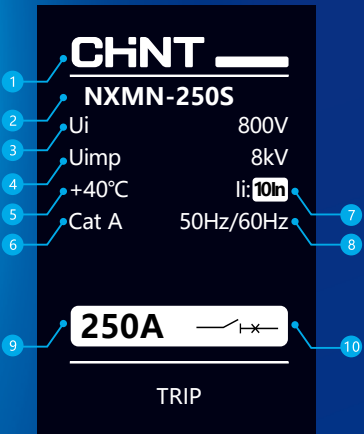 1 CHiNT
2 NXMN-250S
3 Ui 800V
4 Uimp 8kV
5 +40°C Ii:10In 7
6 Cat A 50Hz/60Hz 8
9 250A 10
TRIP